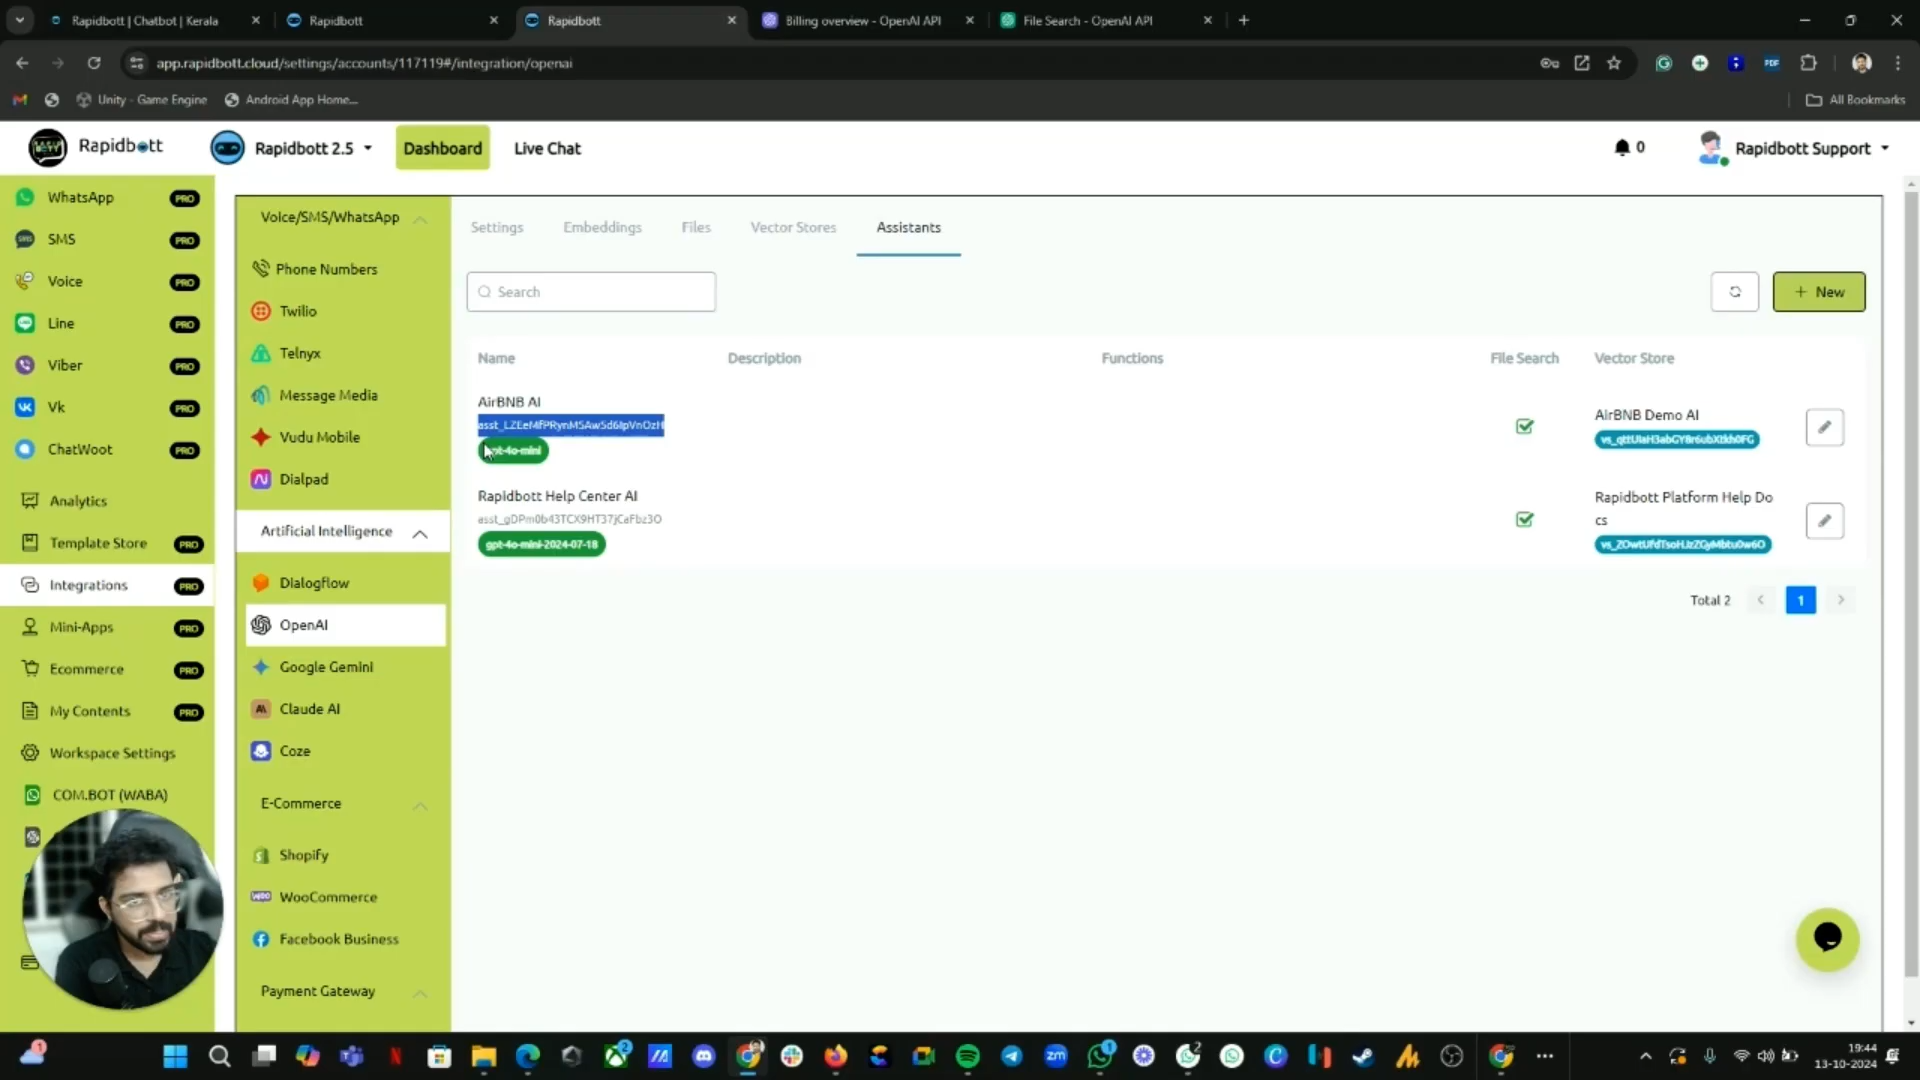 Rapidbott | Chatbot | Kerala
Rapidbott
Rapidbott
Billing overview - OpenAI API
File Search - OpenAI API
app.rapidbott.cloud/settings/accounts/117119#/integration/openai
Unity - Game Engine
Android App Home...
All Bookmarks
Rapidbott
Rapidbott 2.5
Dashboard
Live Chat
0
Rapidbott Support
WhatsApp PRO
SMS PRO
Voice PRO
Line PRO
Viber PRO
Vk PRO
ChatWoot PRO
Analytics
Template Store PRO
Integrations PRO
Mini-Apps PRO
Ecommerce PRO
My Contents PRO
Workspace Settings
COM.BOT (WABA)
Voice/SMS/WhatsApp
Phone Numbers
Twilio
Telnyx
Message Media
Vudu Mobile
Dialpad
Artificial Intelligence
Dialogflow
OpenAI
Google Gemini
Claude AI
Coze
E-Commerce
Shopify
WooCommerce
Facebook Business
Payment Gateway
Settings Embeddings Files Vector Stores Assistants
Search
+ New
Name Description Functions File Search Vector Store
AirBNB AI
gpt-4o-mini
AirBNB Demo AI
Rapidbott Help Center AI
gpt-4o-mini-2024-07-18
Rapidbott Platform Help Do
cs
Total 2
1
19:44
13-10-2024